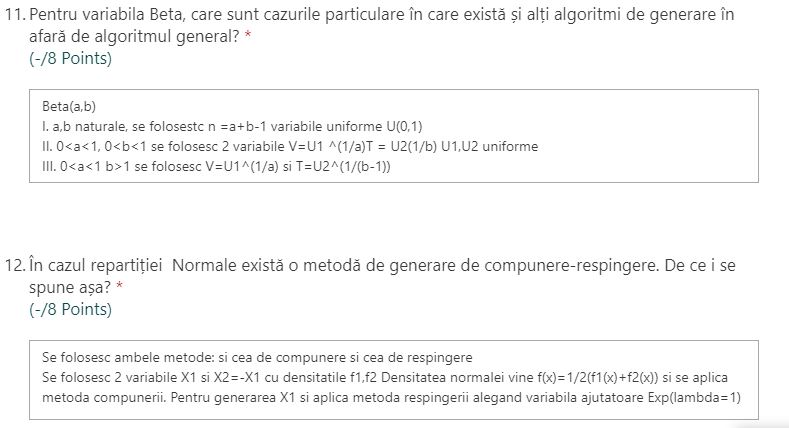 11. Pentru variabila Beta, care sunt cazurile particulare în care există și alți algoritmi de generare în
afară de algoritmul general? *
(-/8 Points)
Beta(a,b)
I. a,b naturale, se folosestc n =a+b-1 variabile uniforme U(0,1)
II. 0<a<1, 0<b<1 se folosesc 2 variabile V=U1 ^(1/a)T = U2(1/b) U1,U2 uniforme
III. 0<a<1 b>1 se folosesc V=U1^(1/a) si T=U2^(1/(b-1))
12. În cazul repartiției Normale există o metodă de generare de compunere-respingere. De ce i se
spune așa? *
(-/8 Points)
Se folosesc ambele metode: si cea de compunere si cea de respingere
Se folosesc 2 variabile X1 si X2=-X1 cu densitatile f1,f2 Densitatea normalei vine f(x)=1/2(f1(x)+f2(x)) si se aplica
metoda compunerii. Pentru generarea X1 si aplica metoda respingerii alegand variabila ajutatoare Exp(lambda=1)